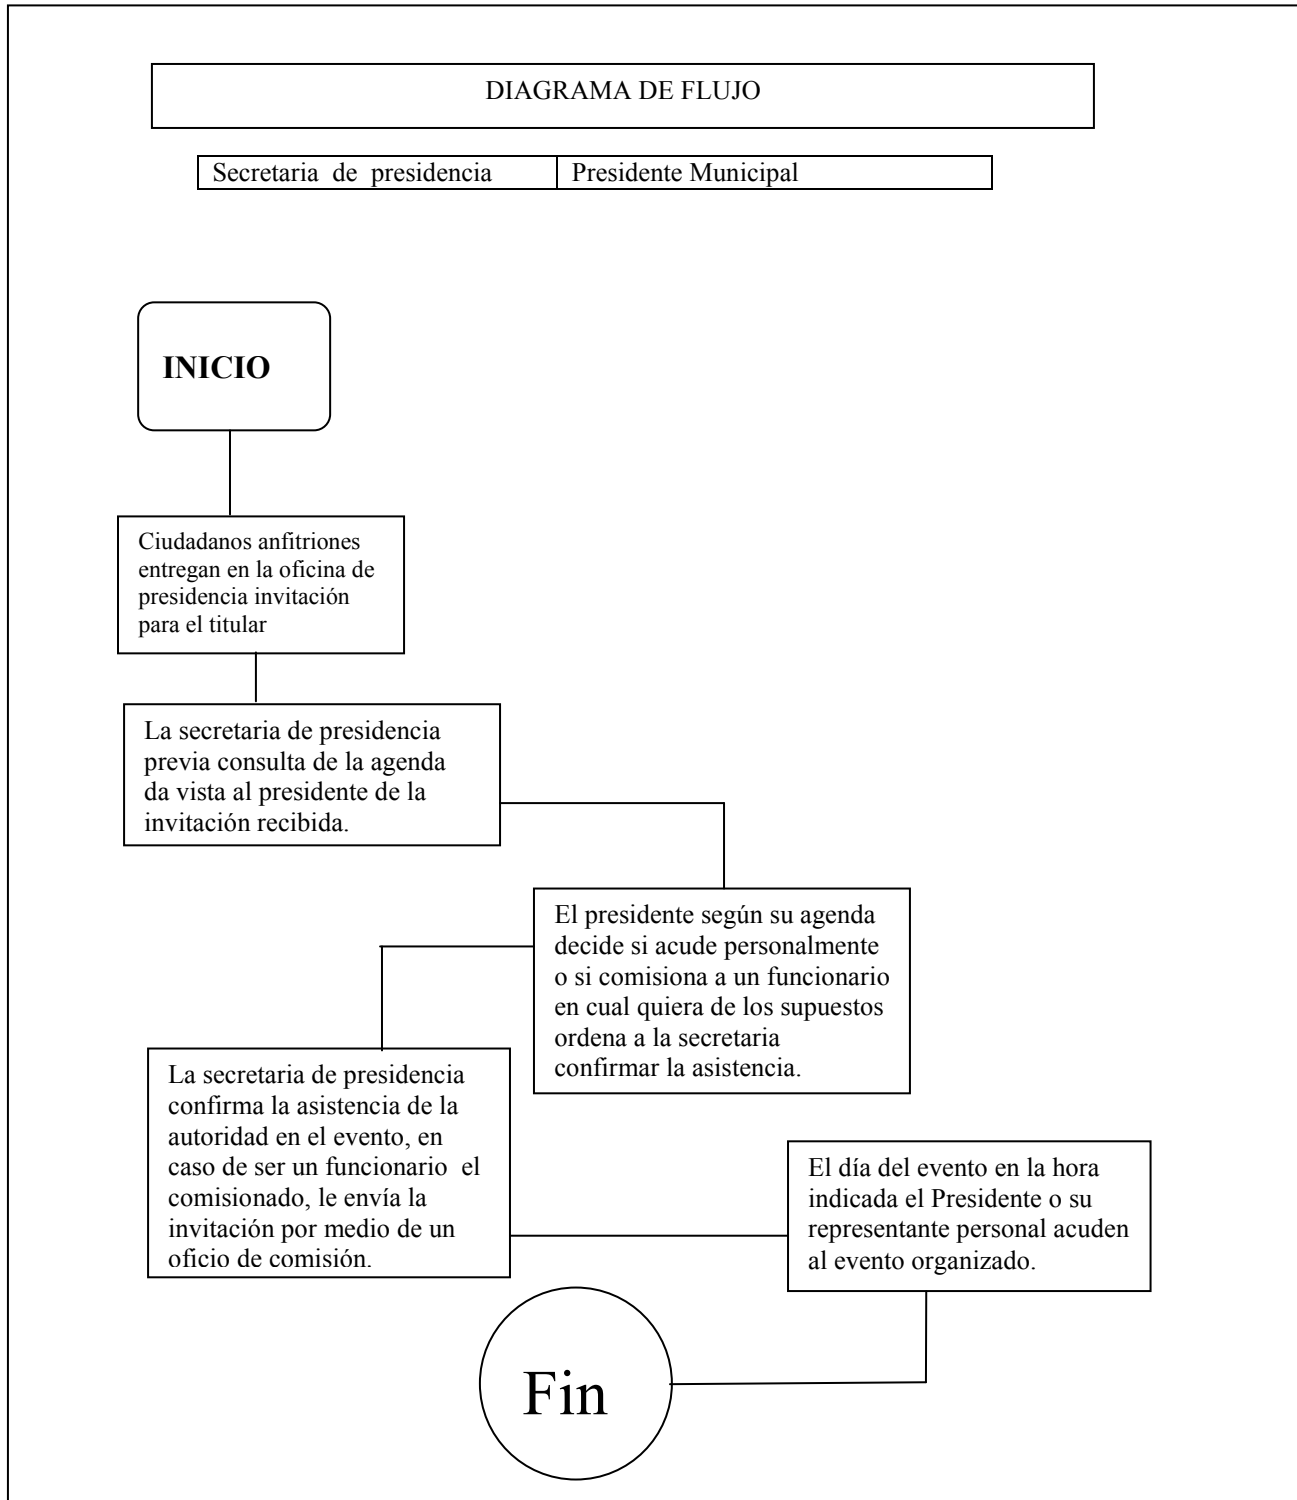 DIAGRAMA DE FLUJO
Secretaria de presidencia
Presidente Municipal
INICIO
Ciudadanos anfitriones
entregan en la oficina de
presidencia invitación
para el titular
La secretaria de presidencia
previa consulta de la agenda
da vista al presidente de la
invitación recibida.
El presidente según su agenda
decide si acude personalmente
o si comisiona a un funcionario
en cual quiera de los supuestos
ordena a la secretaria
confirmar la asistencia.
La secretaria de presidencia
confirma la asistencia de la
autoridad en el evento, en
caso de ser un funcionario el
comisionado, le envía la
invitación por medio de un
oficio de comisión.
El día del evento en la hora
indicada el Presidente o su
representante personal acuden
al evento organizado.
Fin